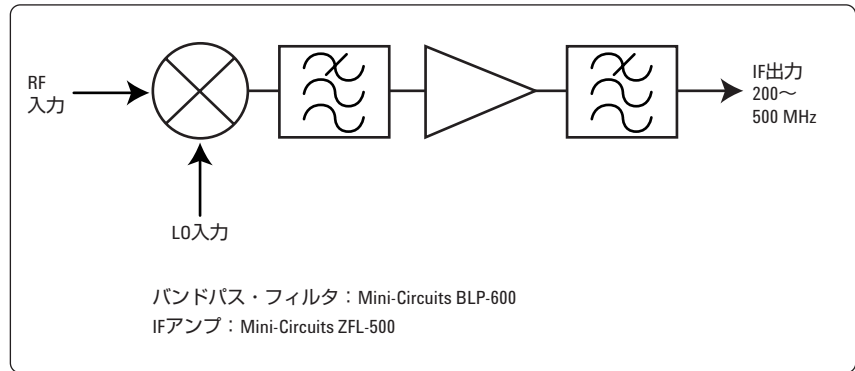 RF
入力
LO入力
IF出力
200～
500 MHz
バンドパス・フィルタ：Mini-Circuits BLP-600
IFアンプ：Mini-Circuits ZFL-500